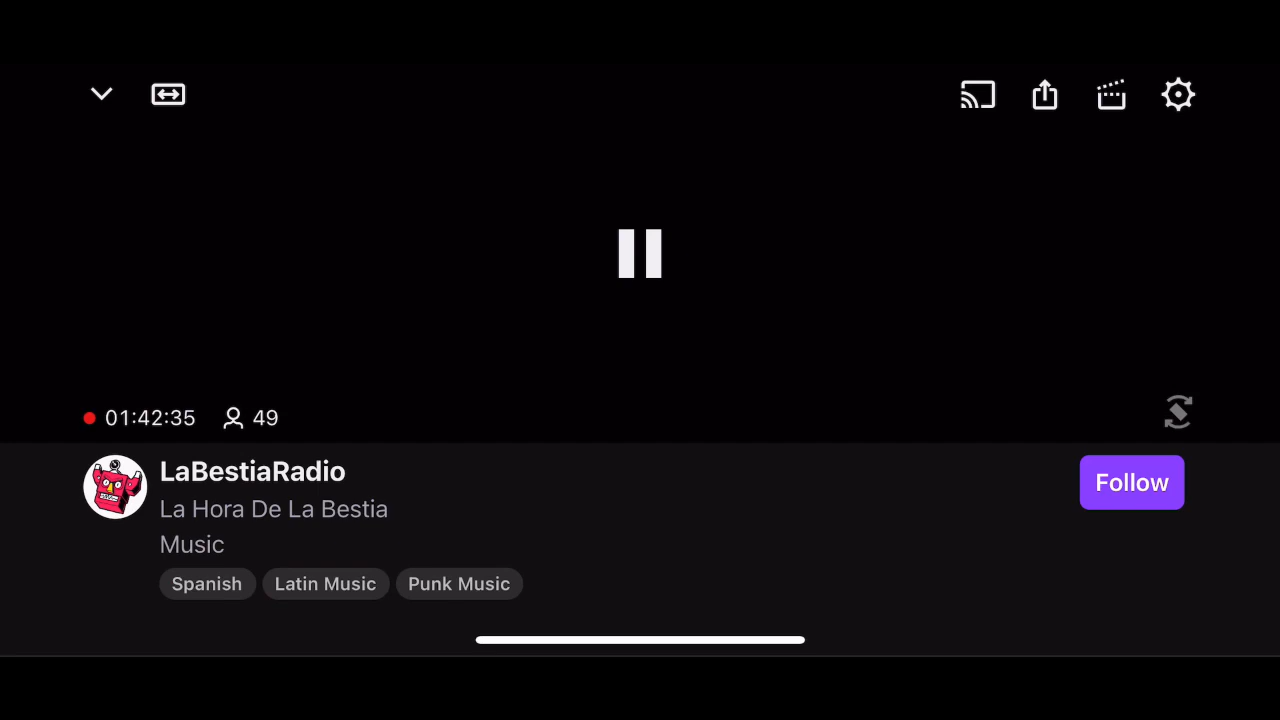 01:42:35 49
LaBestiaRadio
Follow
La Hora De La Bestia
Music
Spanish Latin Music Punk Music